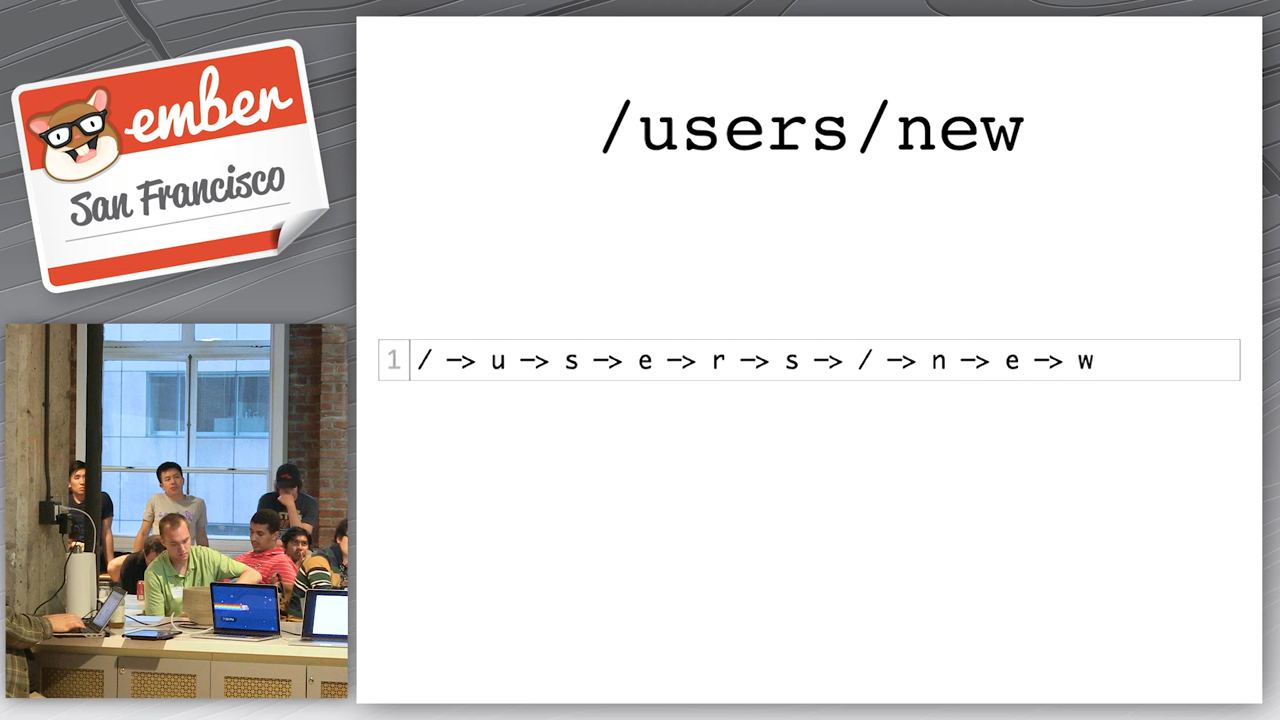 ember
San Francisco
/users/new
1 / -> u -> s -> e -> r -> s -> / -> n -> e -> w